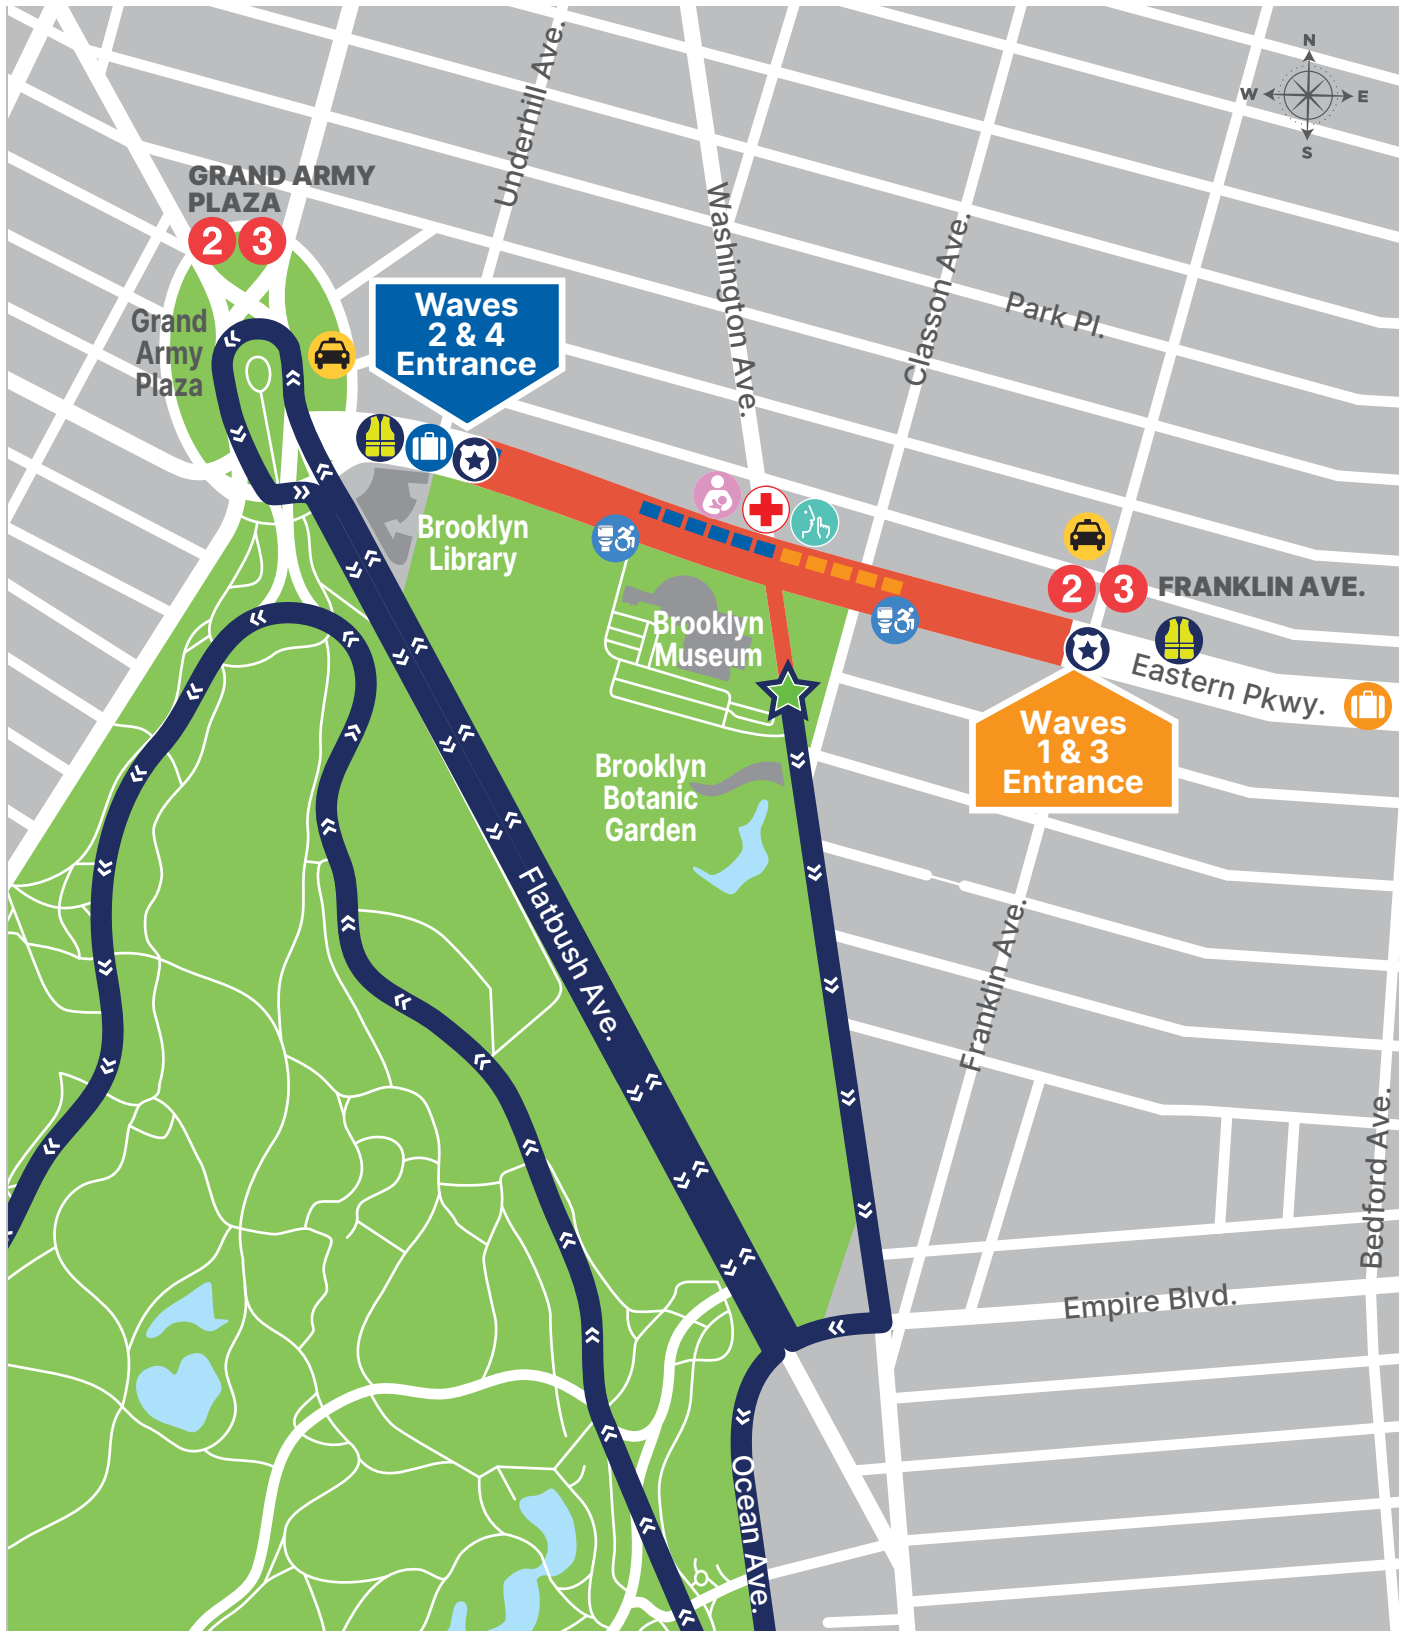 N
W
E
S
Underhill Ave.
GRAND ARMY
PLAZA
2 3
Washington Ave.
Classon Ave.
Park Pl.
Grand
Army
Plaza
Waves
2 & 4
Entrance
Brooklyn
Library
2 3
FRANKLIN AVE.
Brooklyn
Museum
Eastern Pkwy.
Waves
1 & 3
Entrance
Brooklyn
Botanic
Garden
Flatbush Ave.
Franklin Ave.
Bedford Ave.
Empire Blvd.
Ocean Ave.